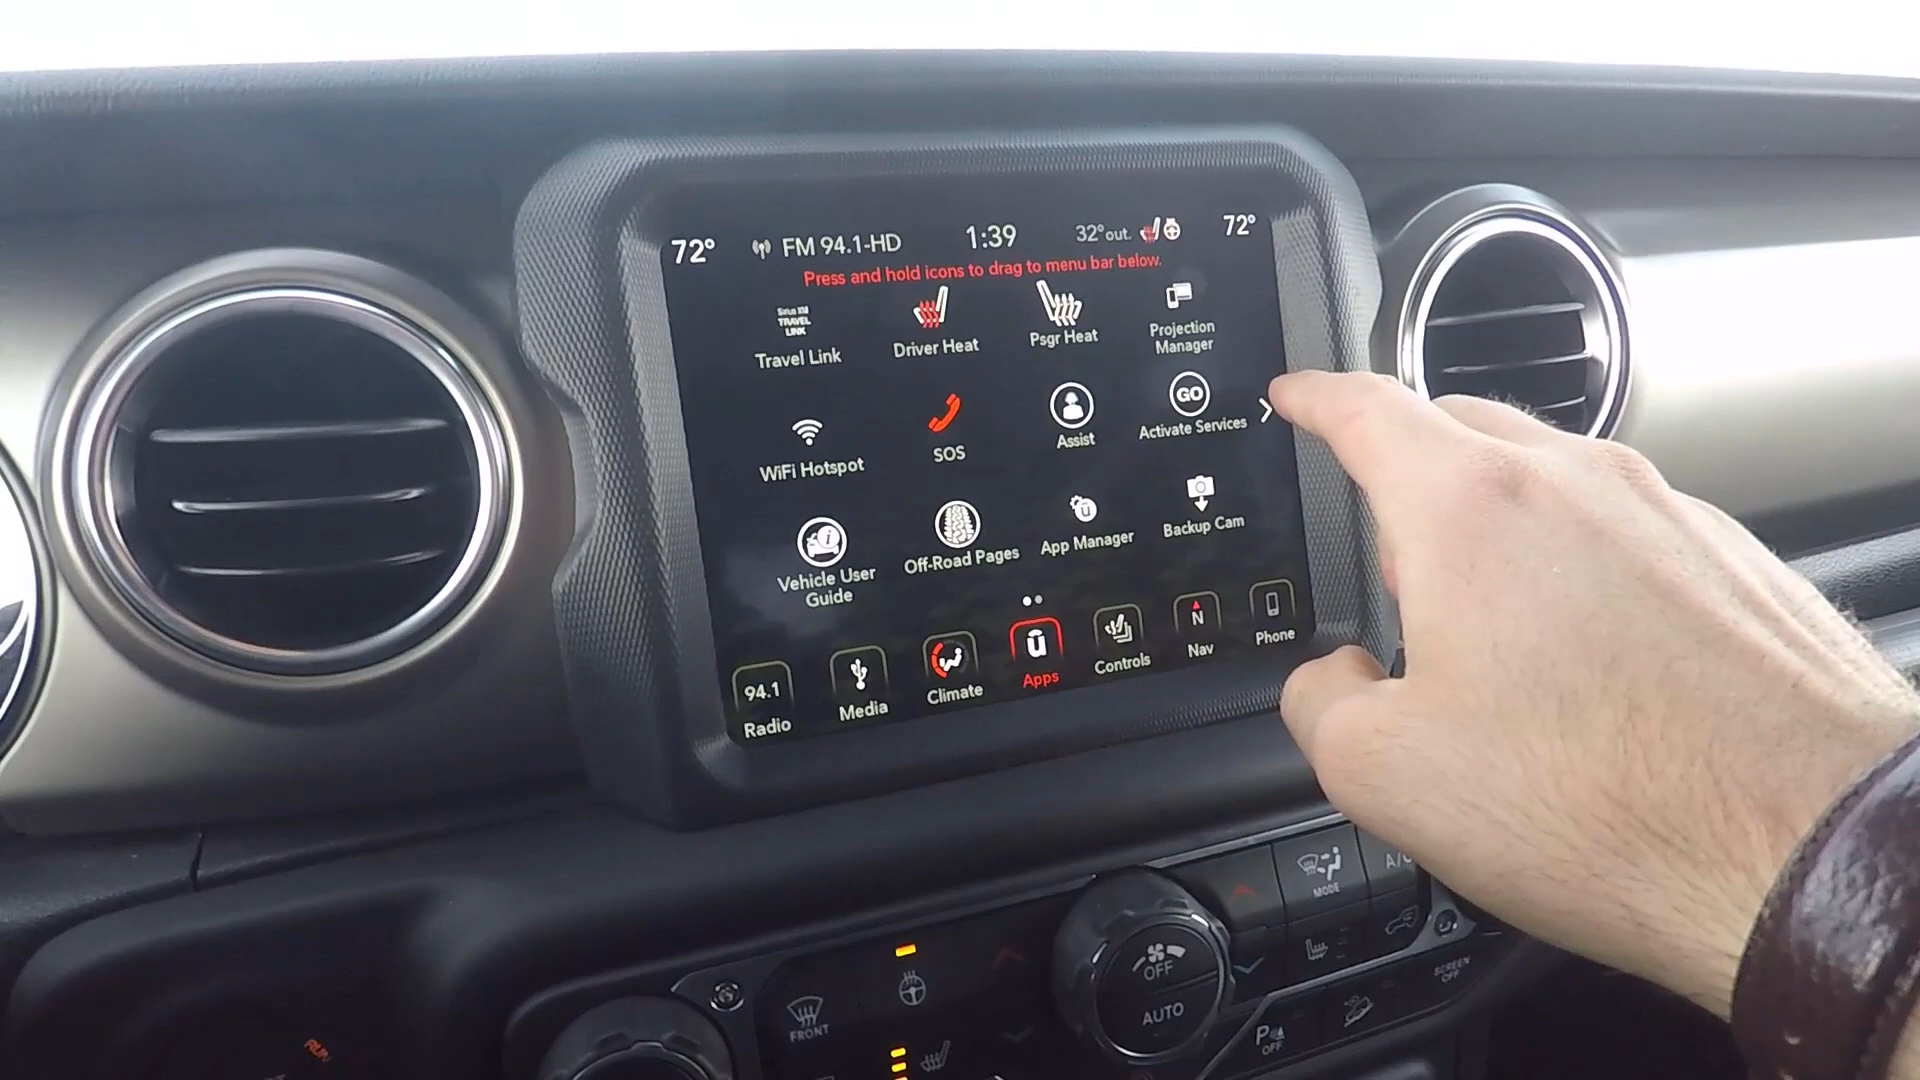 72° FM 94.1-HD 1:39 32° out. 72°
Press and hold icons to drag to menu bar below.
Sirius XM
TRAVEL
LINK
Travel Link
Driver Heat
Psgr Heat
Projection
Manager
WiFi Hotspot
SOS
Assist
GO
Activate Services
Vehicle User
Guide
Off-Road Pages
App Manager
Backup Cam
94.1
Radio
Media
Climate
û
Apps
Controls
N
Nav
Phone
MODE
A/C
OFF
AUTO
FRONT
SCREEN
OFF
P
OFF
RUN